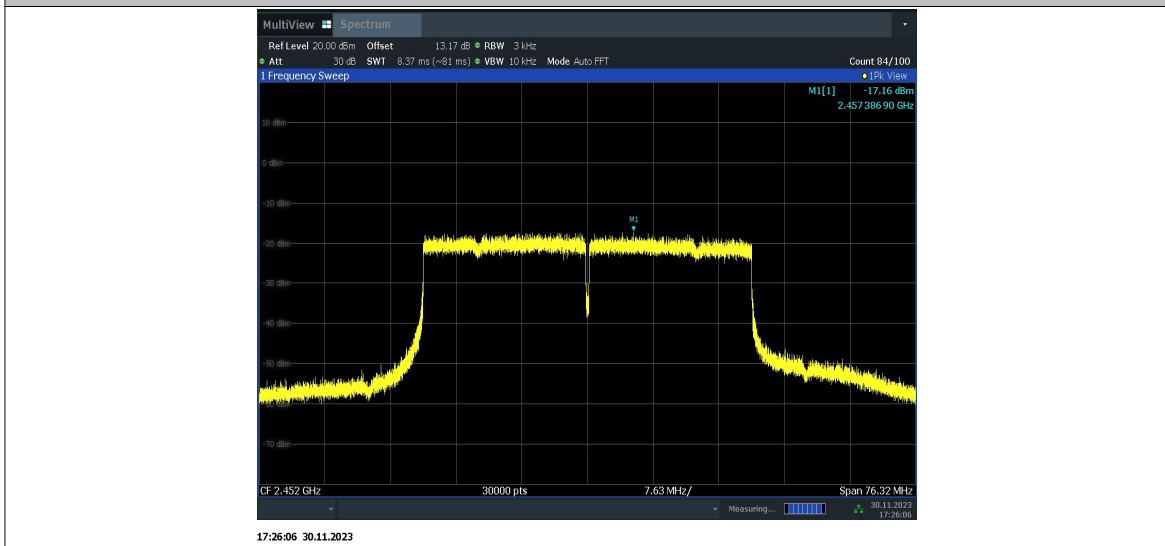 MultiView Spectrum
Ref Level 20.00 dBm Offset 13.17 dB RBW 3 kHz
Att 30 dB SWT 8.37 ms (~81 ms) VBW 10 kHz Mode Auto FFT Count 84/100
1 Frequency Sweep 1Pk View
M1[1] -17.16 dBm
2.457 386 90 GHz
10 dBm
0 dBm
-10 dBm
M1
-20 dBm
-30 dBm
-40 dBm
-50 dBm
-60 dBm
-70 dBm
CF 2.452 GHz 30000 pts 7.63 MHz/ Span 76.32 MHz
Measuring... 30.11.2023
17:26:06
17:26:06 30.11.2023